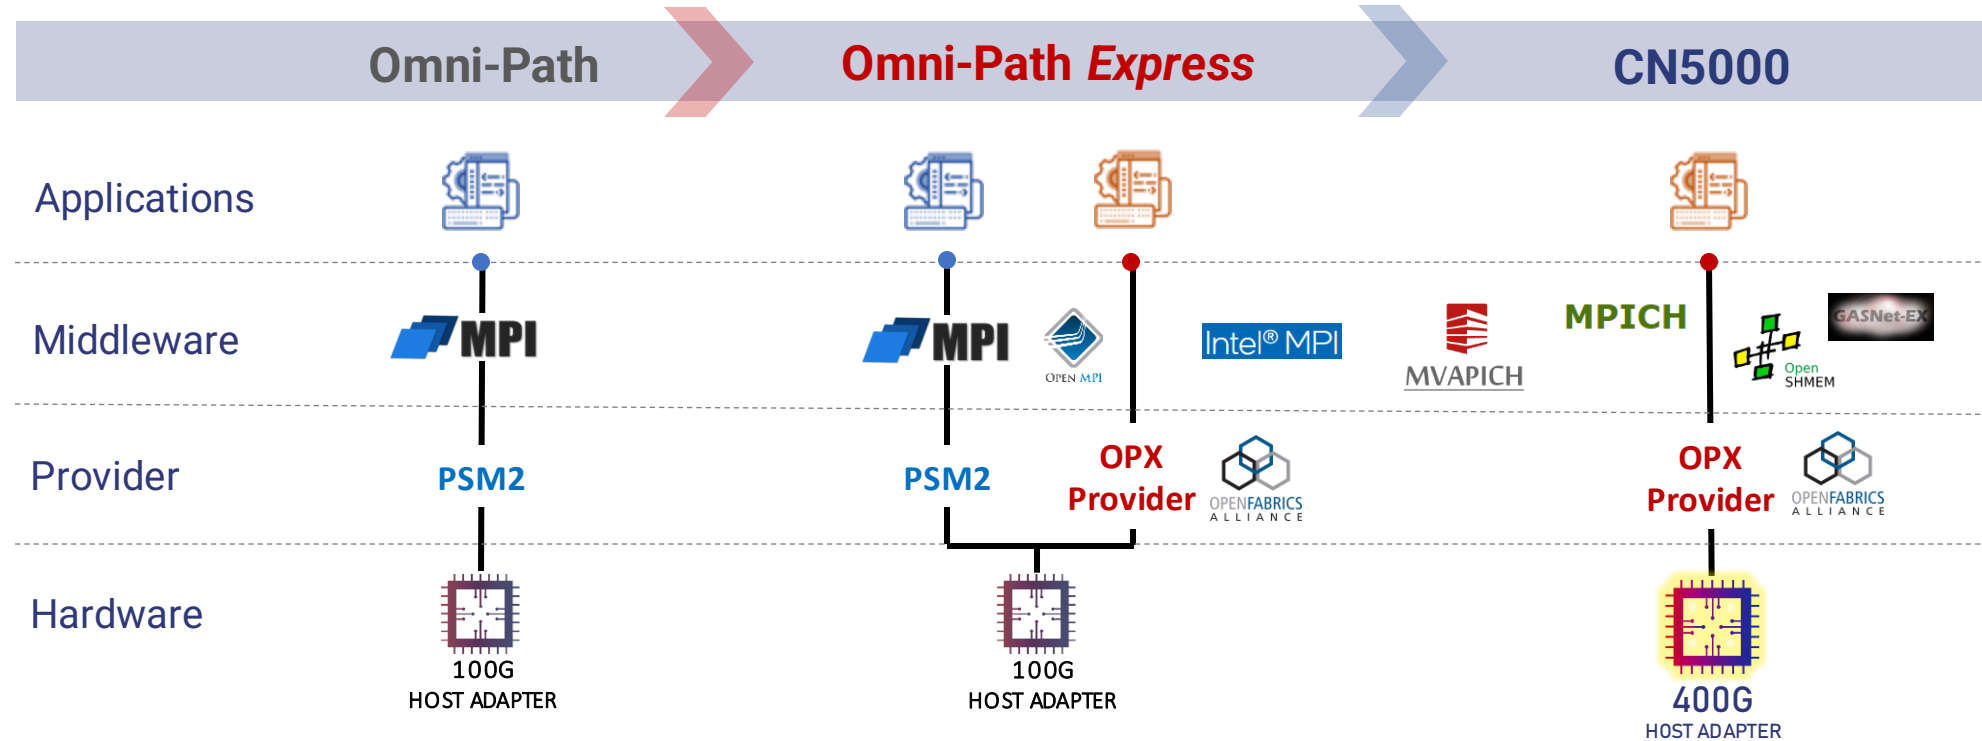 Omni-Path
Omni-Path Express
CN5000
Applications
Middleware
MPI
MPI
OPEN MPI
Intel® MPI
MVAPICH
MPICH
Open
SHMEM
GASNet-EX
Provider
PSM2
PSM2
OPX
Provider
OPENFABRICS
ALLIANCE
OPX
Provider
OPENFABRICS
ALLIANCE
Hardware
100G
HOST ADAPTER
100G
HOST ADAPTER
400G
HOST ADAPTER